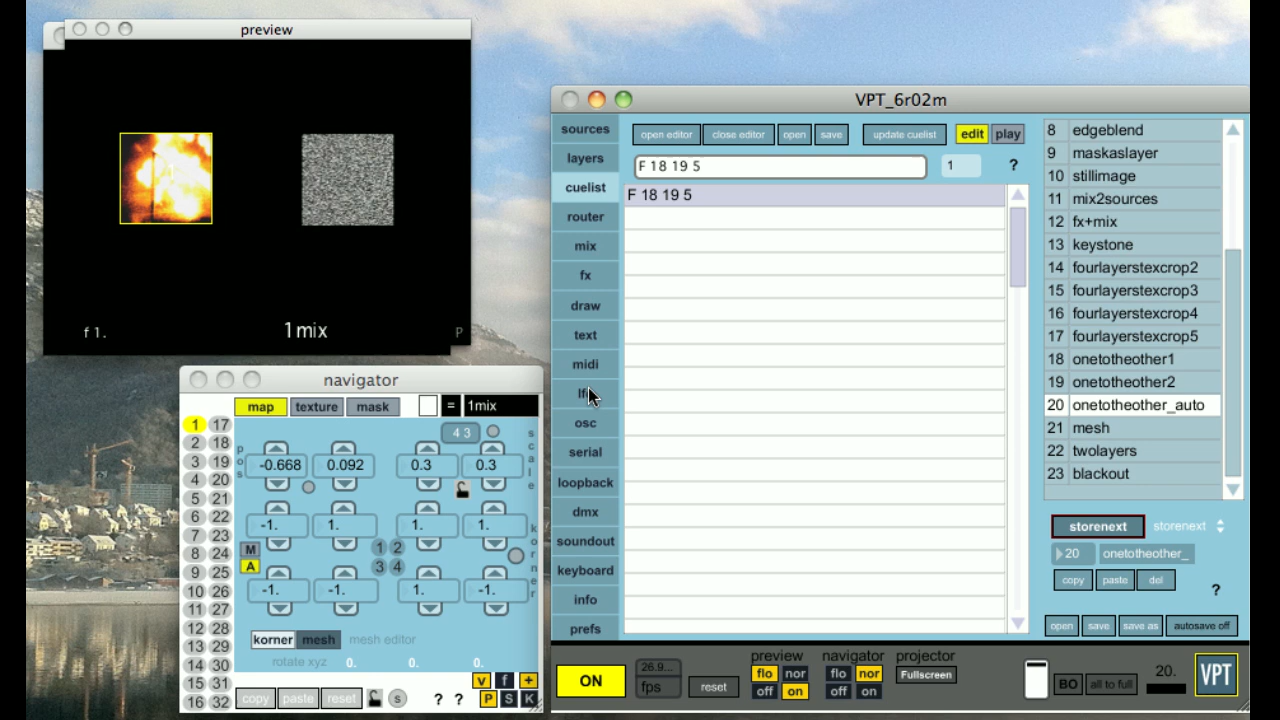 preview
f 1.
1mix
P
navigator
map texture mask = 1mix
1 17
2 18
3 19
4 20
5 21
6 22
7 23
8 24
9 25
10 26
11 27
12 28
13 29
14 30
15 31
16 32
pos
4 3
scale
-0.668 0.092 0.3 0.3
-1. 1. 1. 1.
korner
M
A
1 2
3 4
-1. -1. 1. -1.
korner mesh mesh editor
rotate xyz 0. 0. 0.
v f +
copy paste reset s ? ? P S K
VPT_6r02m
sources
layers
cuelist
router
mix
fx
draw
text
midi
osc
serial
loopback
dmx
soundout
keyboard
info
prefs
open editor close editor open save update cuelist edit play
F 18 19 5 1 ?
F 18 19 5
8 edgeblend
9 maskaslayer
10 stillimage
11 mix2sources
12 fx+mix
13 keystone
14 fourlayerstexcrop2
15 fourlayerstexcrop3
16 fourlayerstexcrop4
17 fourlayerstexcrop5
18 onetotheother1
19 onetotheother2
20 onetotheother_auto
21 mesh
22 twolayers
23 blackout
storenext storenext
20 onetotheother_
copy paste del
?
open save save as autosave off
ON
26.9...
fps
reset
preview
flo nor
off on
navigator
flo nor
off on
projector
Fullscreen
BO all to full
20.
VPT